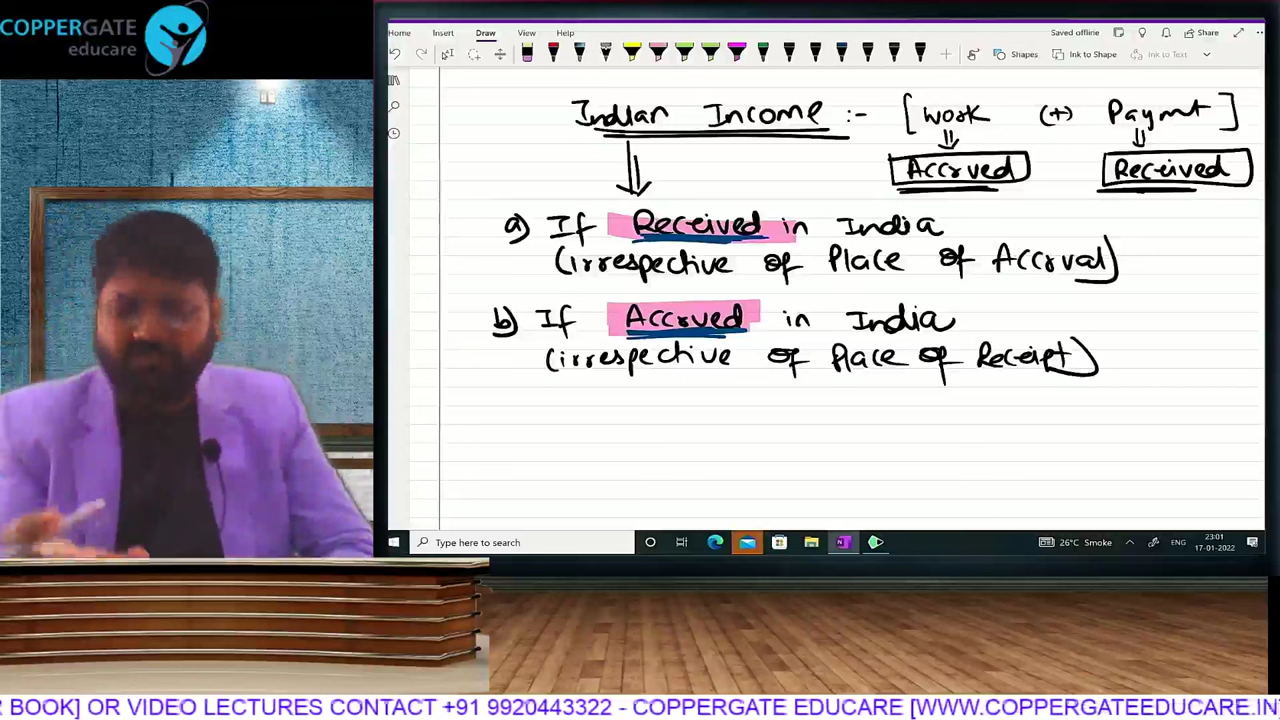 COPPERGATE
educare
Home Insert Draw View Help
Saved offline
Share
Shapes
Ink to Shape
Ink to Text
Indian Income :- [Work (+) Paymt]
Accrued Received
a) If Received in India
(irrespective of Place of Accrual)
b) If Accrued in India
(irrespective of Place of Receipt)
Type here to search
26°C Smoke
ENG
23:01
17-01-2022
R BOOK] OR VIDEO LECTURES CONTACT +91 9920443322 - COPPERGATE EDUCARE [WWW.COPPERGATEEDUCARE.IN]